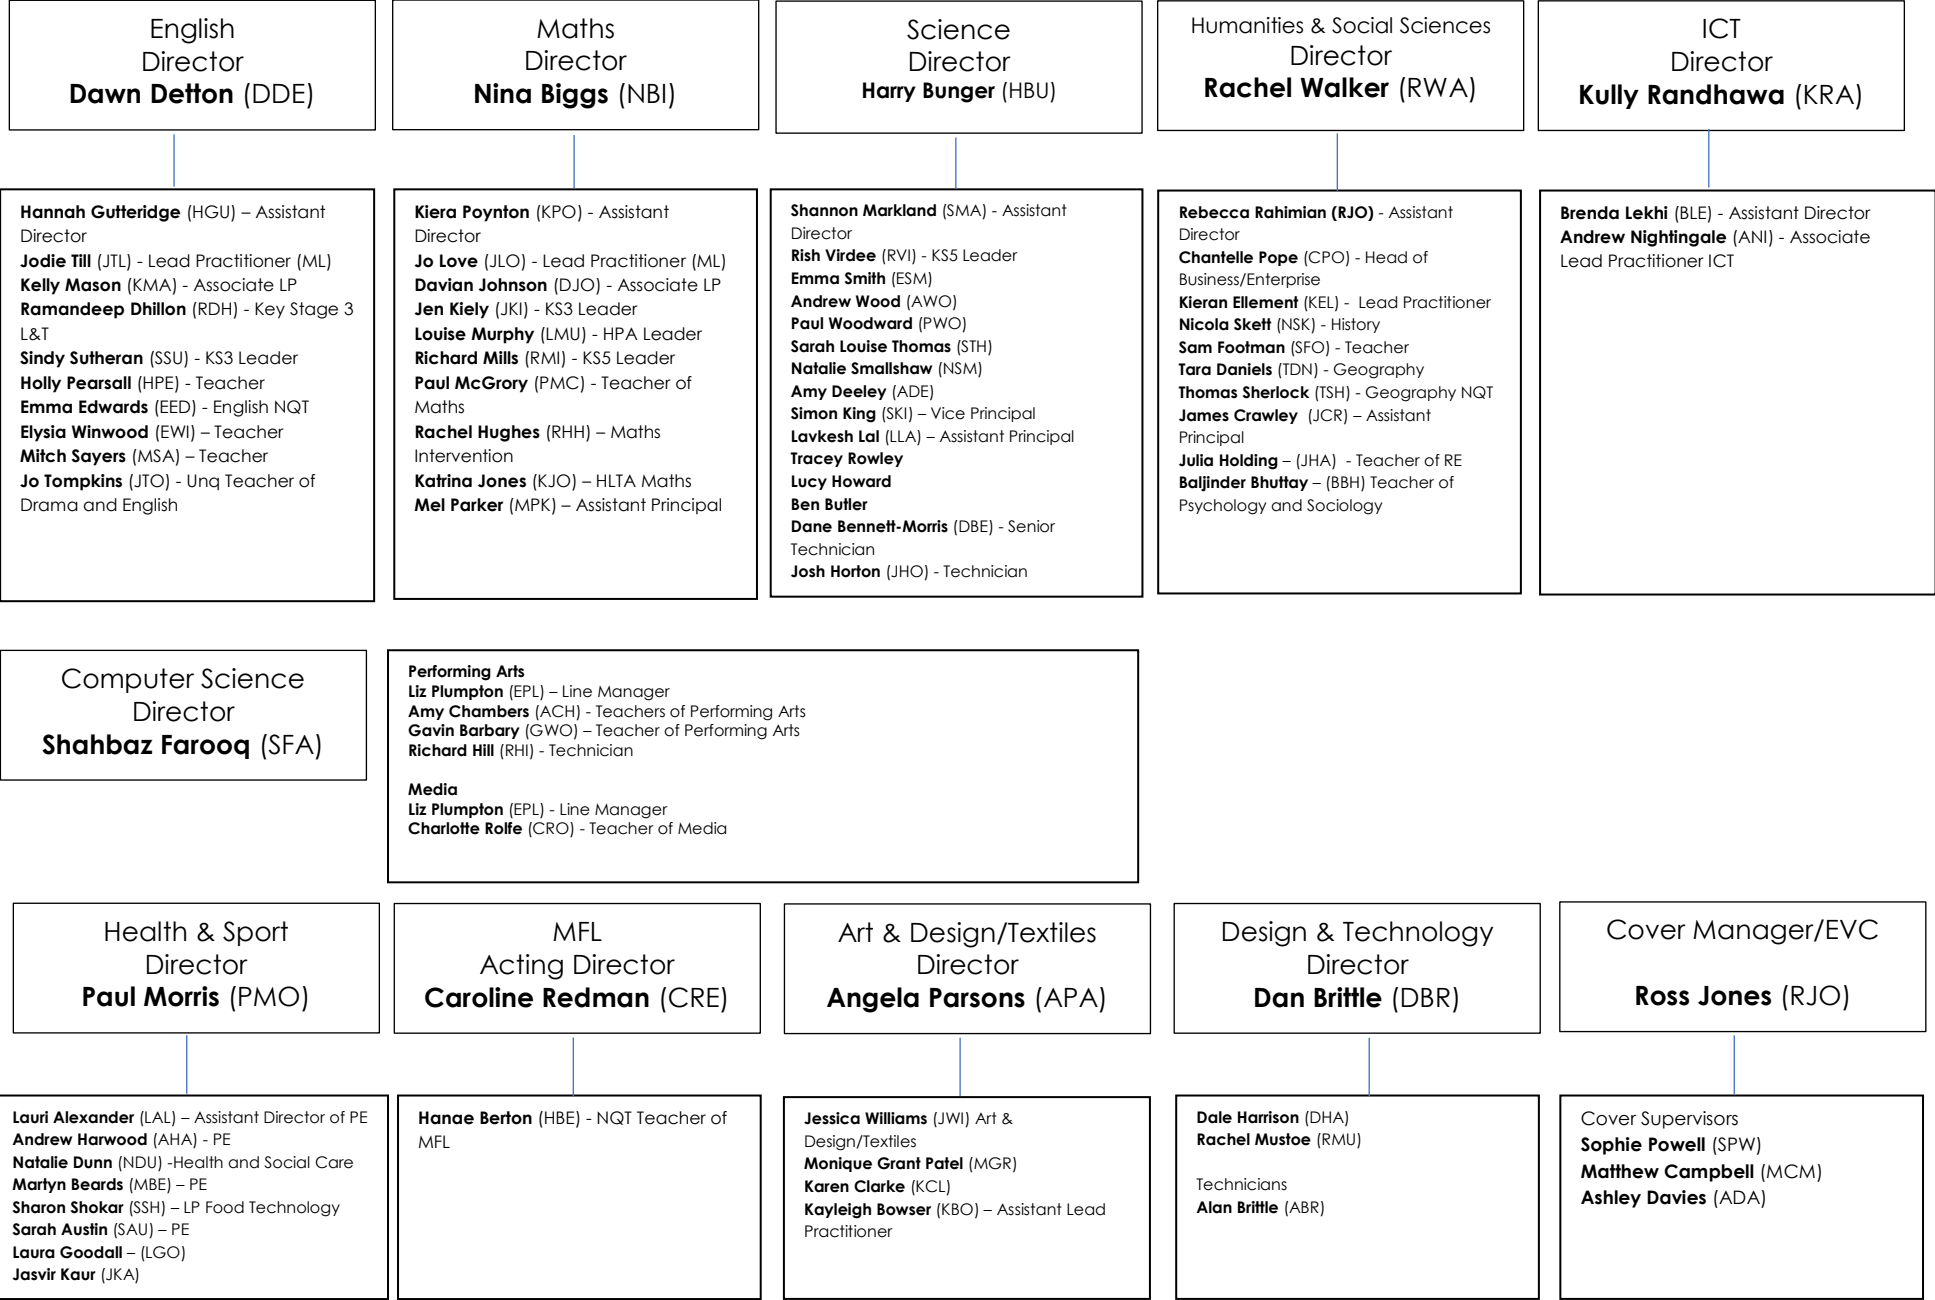 English
Director
Dawn Detton (DDE)
Maths
Director
Nina Biggs (NBI)
Science
Director
Harry Bunger (HBU)
Humanities & Social Sciences
Director
Rachel Walker (RWA)
ICT
Director
Kully Randhawa (KRA)
Hannah Gutteridge (HGU) – Assistant
Director
Jodie Till (JTL) - Lead Practitioner (ML)
Kelly Mason (KMA) - Associate LP
Ramandeep Dhillon (RDH) - Key Stage 3
L&T
Sindy Sutheran (SSU) - KS3 Leader
Holly Pearsall (HPE) - Teacher
Emma Edwards (EED) - English NQT
Elysia Winwood (EWI) – Teacher
Mitch Sayers (MSA) – Teacher
Jo Tompkins (JTO) - Unq Teacher of
Drama and English
Kiera Poynton (KPO) - Assistant
Director
Jo Love (JLO) - Lead Practitioner (ML)
Davian Johnson (DJO) - Associate LP
Jen Kiely (JKI) - KS3 Leader
Louise Murphy (LMU) - HPA Leader
Richard Mills (RMI) - KS5 Leader
Paul McGrory (PMC) - Teacher of
Maths
Rachel Hughes (RHH) – Maths
Intervention
Katrina Jones (KJO) – HLTA Maths
Mel Parker (MPK) – Assistant Principal
Shannon Markland (SMA) - Assistant
Director
Rish Virdee (RVI) - KS5 Leader
Emma Smith (ESM)
Andrew Wood (AWO)
Paul Woodward (PWO)
Sarah Louise Thomas (STH)
Natalie Smallshaw (NSM)
Amy Deeley (ADE)
Simon King (SKI) – Vice Principal
Lavkesh Lal (LLA) – Assistant Principal
Tracey Rowley
Lucy Howard
Ben Butler
Dane Bennett-Morris (DBE) - Senior
Technician
Josh Horton (JHO) - Technician
Rebecca Rahimian (RJO) - Assistant
Director
Chantelle Pope (CPO) - Head of
Business/Enterprise
Kieran Ellement (KEL) - Lead Practitioner
Nicola Skett (NSK) - History
Sam Footman (SFO) - Teacher
Tara Daniels (TDN) - Geography
Thomas Sherlock (TSH) - Geography NQT
James Crawley (JCR) – Assistant
Principal
Julia Holding – (JHA) - Teacher of RE
Baljinder Bhuttay – (BBH) Teacher of
Psychology and Sociology
Brenda Lekhi (BLE) - Assistant Director
Andrew Nightingale (ANI) - Associate
Lead Practitioner ICT
Computer Science
Director
Shahbaz Farooq (SFA)
Performing Arts
Liz Plumpton (EPL) – Line Manager
Amy Chambers (ACH) - Teachers of Performing Arts
Gavin Barbary (GWO) – Teacher of Performing Arts
Richard Hill (RHI) - Technician
Media
Liz Plumpton (EPL) - Line Manager
Charlotte Rolfe (CRO) - Teacher of Media
Health & Sport
Director
Paul Morris (PMO)
MFL
Acting Director
Caroline Redman (CRE)
Art & Design/Textiles
Director
Angela Parsons (APA)
Design & Technology
Director
Dan Brittle (DBR)
Cover Manager/EVC
Ross Jones (RJO)
Lauri Alexander (LAL) – Assistant Director of PE
Andrew Harwood (AHA) - PE
Natalie Dunn (NDU) -Health and Social Care
Martyn Beards (MBE) – PE
Sharon Shokar (SSH) – LP Food Technology
Sarah Austin (SAU) – PE
Laura Goodall – (LGO)
Jasvir Kaur (JKA)
Hanae Berton (HBE) - NQT Teacher of
MFL
Jessica Williams (JWI) Art &
Design/Textiles
Monique Grant Patel (MGR)
Karen Clarke (KCL)
Kayleigh Bowser (KBO) – Assistant Lead
Practitioner
Dale Harrison (DHA)
Rachel Mustoe (RMU)
Technicians
Alan Brittle (ABR)
Cover Supervisors
Sophie Powell (SPW)
Matthew Campbell (MCM)
Ashley Davies (ADA)